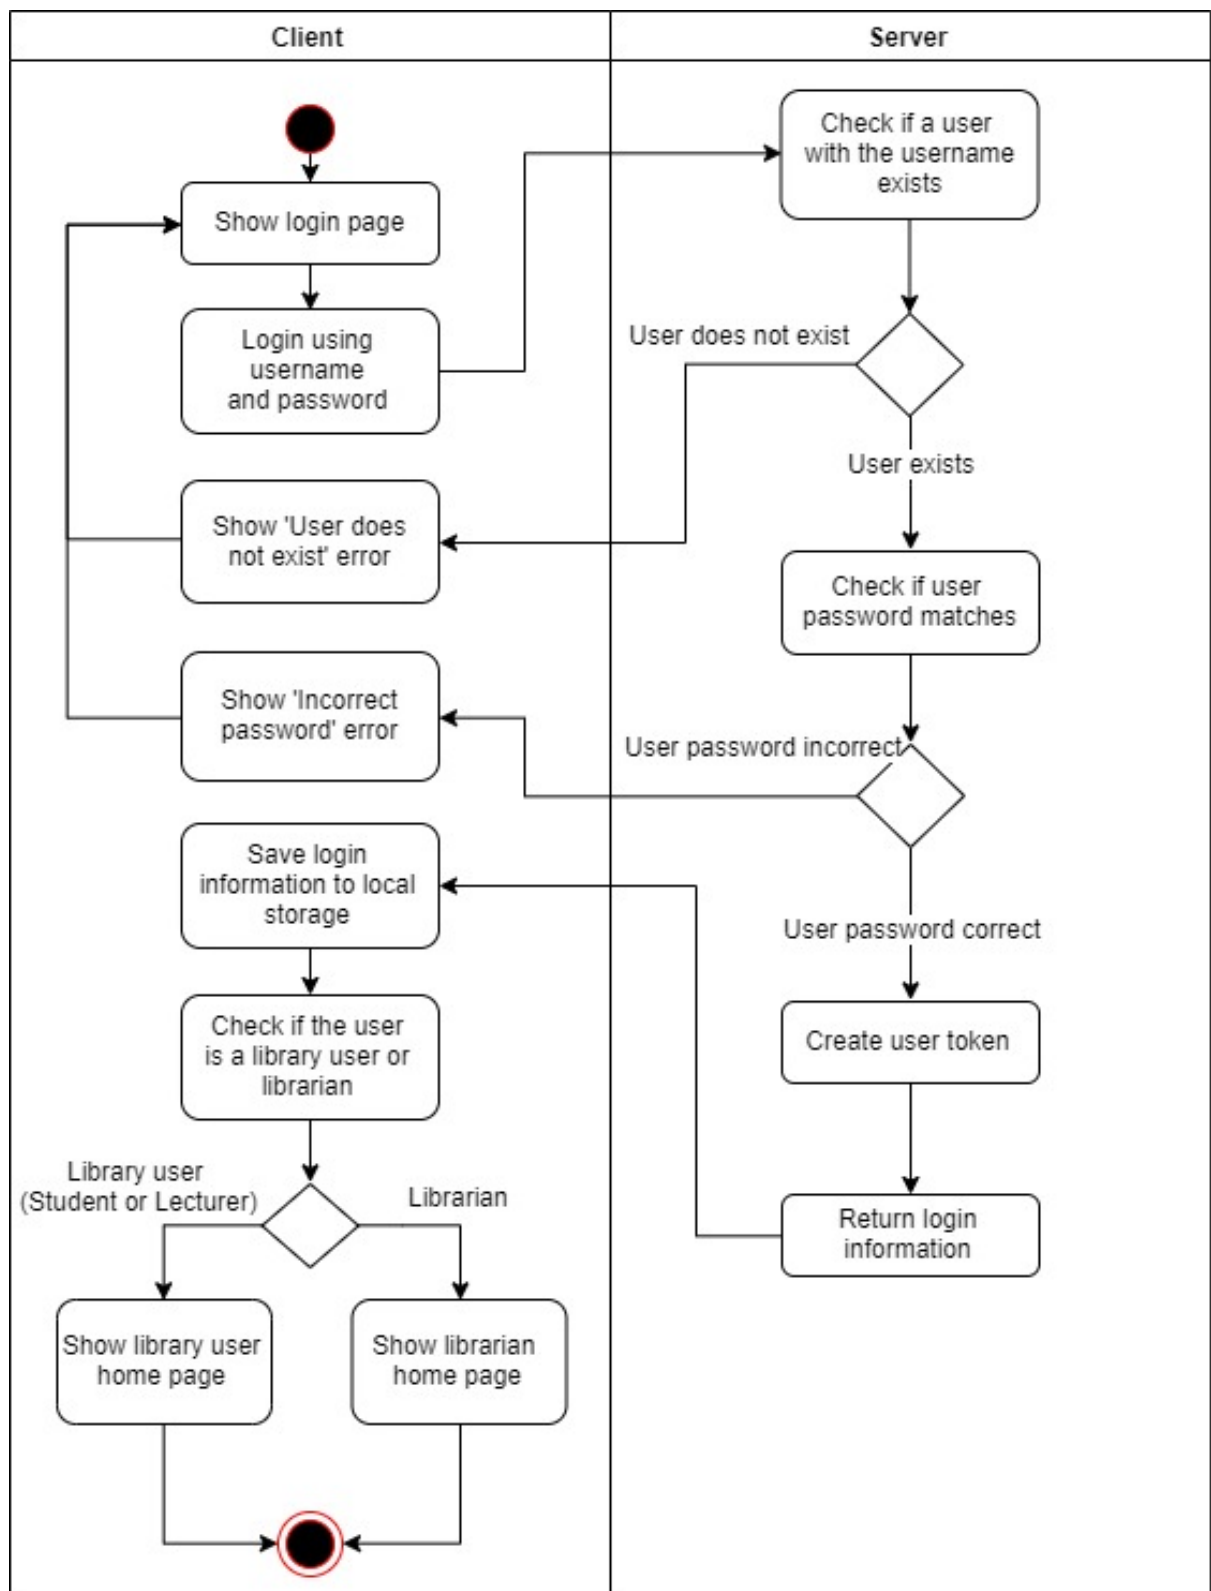 Client
Server
Show login page
Login using
username
and password
Check if a user
with the username
exists
User does not exist
User exists
Show 'User does
not exist' error
Check if user
password matches
Show 'Incorrect
password' error
User password incorrect
Save login
information to local
storage
User password correct
Check if the user
is a library user or
librarian
Create user token
Library user
(Student or Lecturer)
Librarian
Return login
information
Show library user
home page
Show librarian
home page